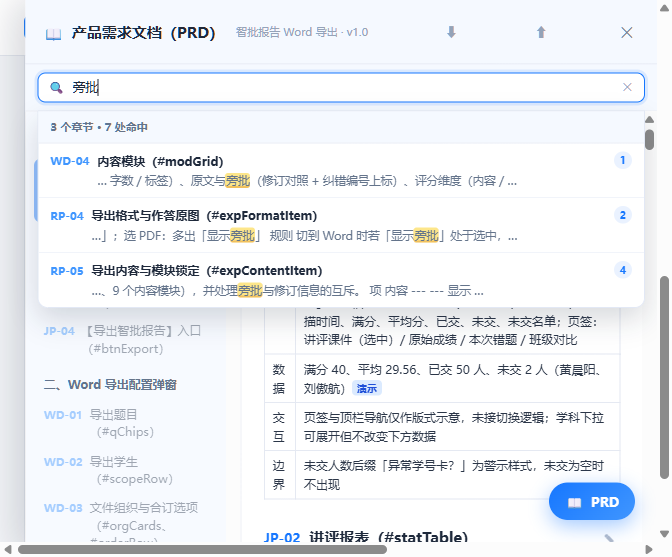 产品需求文档（PRD） 智批报告 Word 导出 · v1.0
旁批
3 个章节 • 7 处命中
WD-04 内容模块（#modGrid） 1
... 字数 / 标签）、原文与旁批（修订对照 + 纠错编号上标）、评分维度（内容 / ...
RP-04 导出格式与作答原图（#expFormatItem） 2
...」；选 PDF：多出「显示旁批」 规则 切到 Word 时若「显示旁批」处于选中，...
RP-05 导出内容与模块锁定（#expContentItem） 4
...、9 个内容模块），并处理旁批与修订信息的互斥。 项 内容 --- --- 显示 ...
JP-04 【导出智批报告】入口
（#btnExport）
二、Word 导出配置弹窗
WD-01 导出题目
（#qChips）
WD-02 导出学生
（#scopeRow）
WD-03 文件组织与合订选项
（#orgCards、
描时间、满分、平均分、已交、未交、未交名单；页签：
讲评课件（选中）/ 原始成绩 / 本次错题 / 班级对比
数据
满分 40、平均 29.56、已交 50 人、未交 2 人（黄晨阳、
刘傲航） 演示
交互
页签与顶栏导航仅作版式示意，未接切换逻辑；学科下拉
可展开但不改变下方数据
边界
未交人数后缀「异常学号卡？」为警示样式，未交为空时
不出现
PRD
JP-02 讲评报表（#statTable）